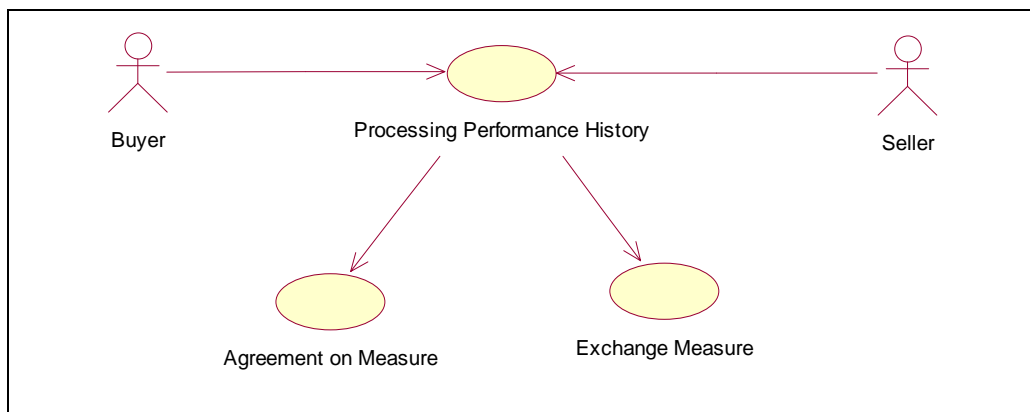 Processing Performance History
Buyer
Seller
Agreement on Measure
Exchange Measure